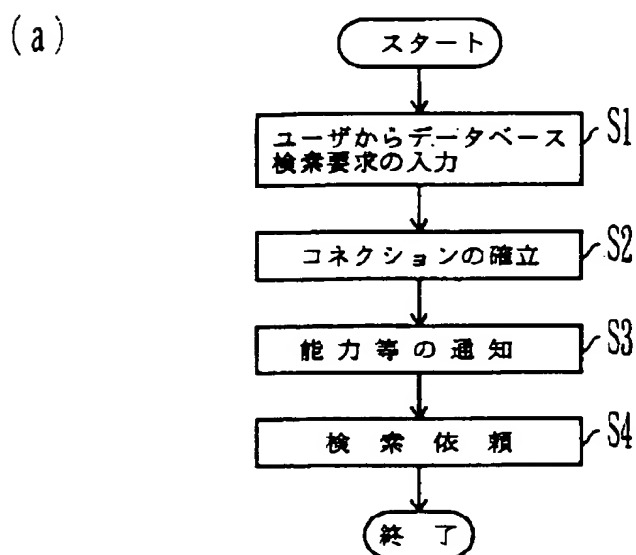 (a)
スタート
ユーザからデータベース
検索要求の入力
S1
コネクションの確立
S2
能力等の通知
S3
検索依頼
S4
終了